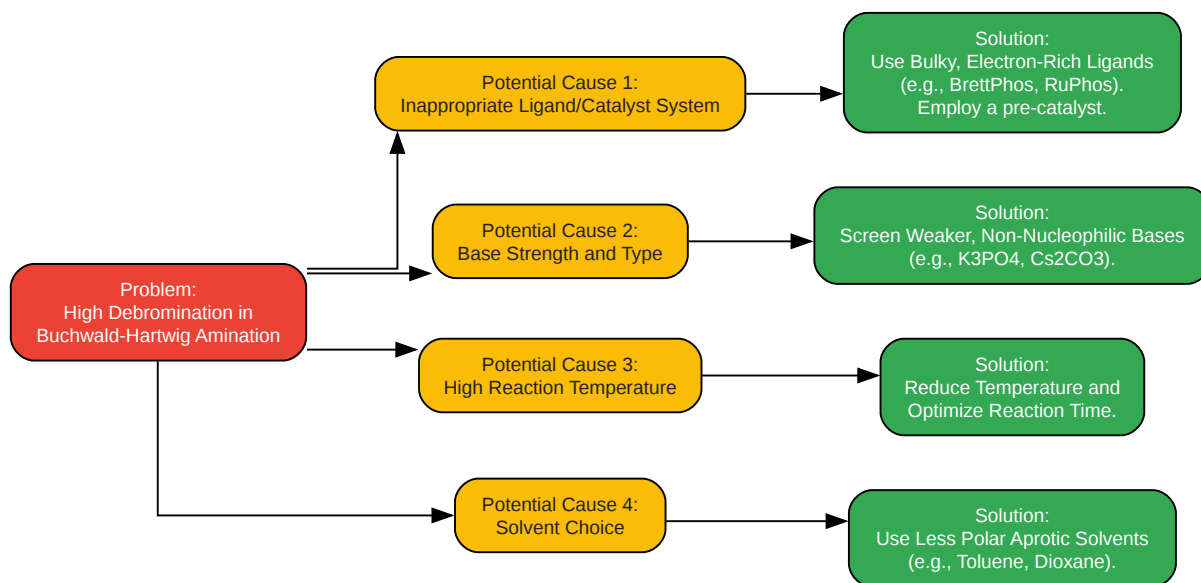 Problem:
High Debromination in
Buchwald-Hartwig Amination
Potential Cause 1:
Inappropriate Ligand/Catalyst System
Solution:
Use Bulky, Electron-Rich Ligands
(e.g., BrettPhos, RuPhos).
Employ a pre-catalyst.
Potential Cause 2:
Base Strength and Type
Solution:
Screen Weaker, Non-Nucleophilic Bases
(e.g., K3PO4, Cs2CO3).
Potential Cause 3:
High Reaction Temperature
Solution:
Reduce Temperature and
Optimize Reaction Time.
Potential Cause 4:
Solvent Choice
Solution:
Use Less Polar Aprotic Solvents
(e.g., Toluene, Dioxane).